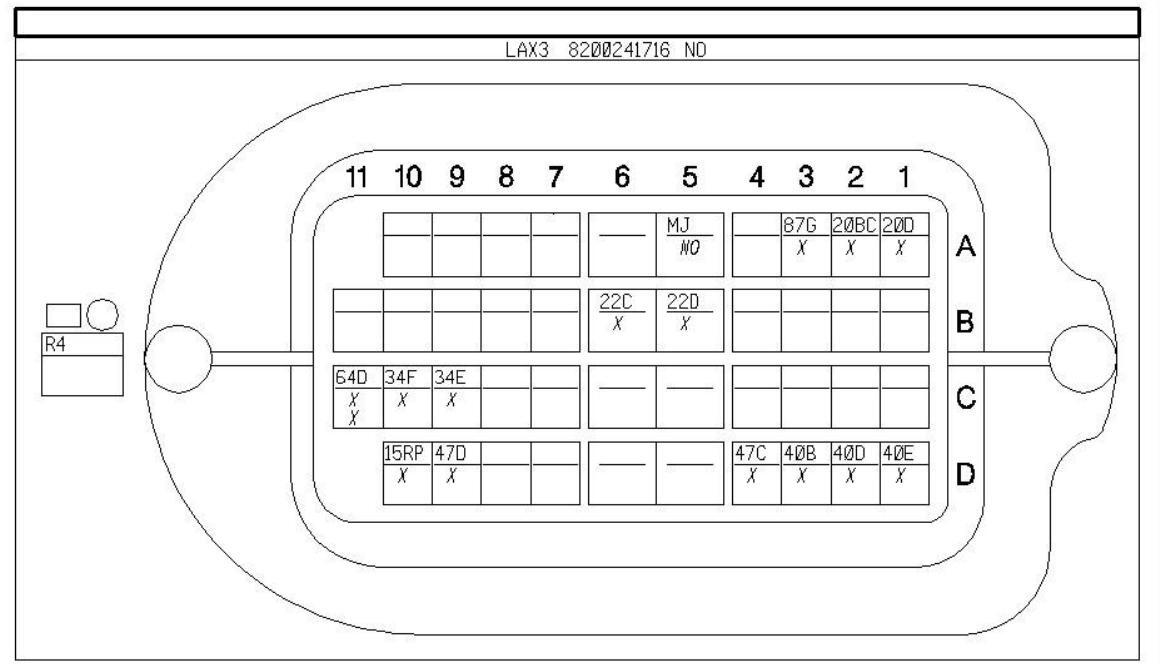 LAX3 8200241716 NO
11 10 9 8 7 6 5 4 3 2 1
MJ 87G 20BC 20D
NO X X X
A
22C 22D
X X
B
R4
64D 34F 34E
X X X
X
C
15RP 47D 47C 40B 40D 40E
X X X X X X
D